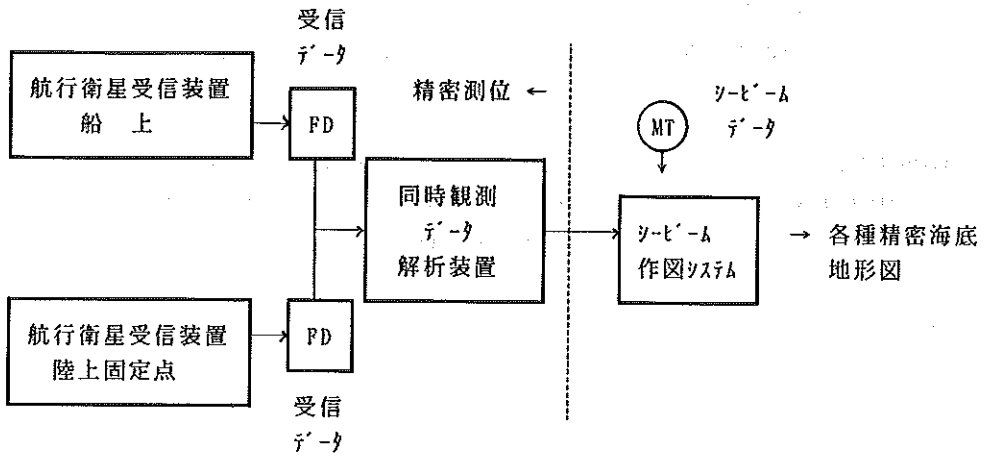 受信
ﾃﾞｰﾀ
航行衛星受信装置
船 上
FD
精密測位 ←
ｼｰﾋﾞｰﾑ
データ
MT
同時観測
ﾃﾞｰﾀ
解析装置
ｼｰﾋﾞｰﾑ
作図ｼｽﾃﾑ
→ 各種精密海底
地形図
航行衛星受信装置
陸上固定点
FD
受信
ﾃﾞｰﾀ